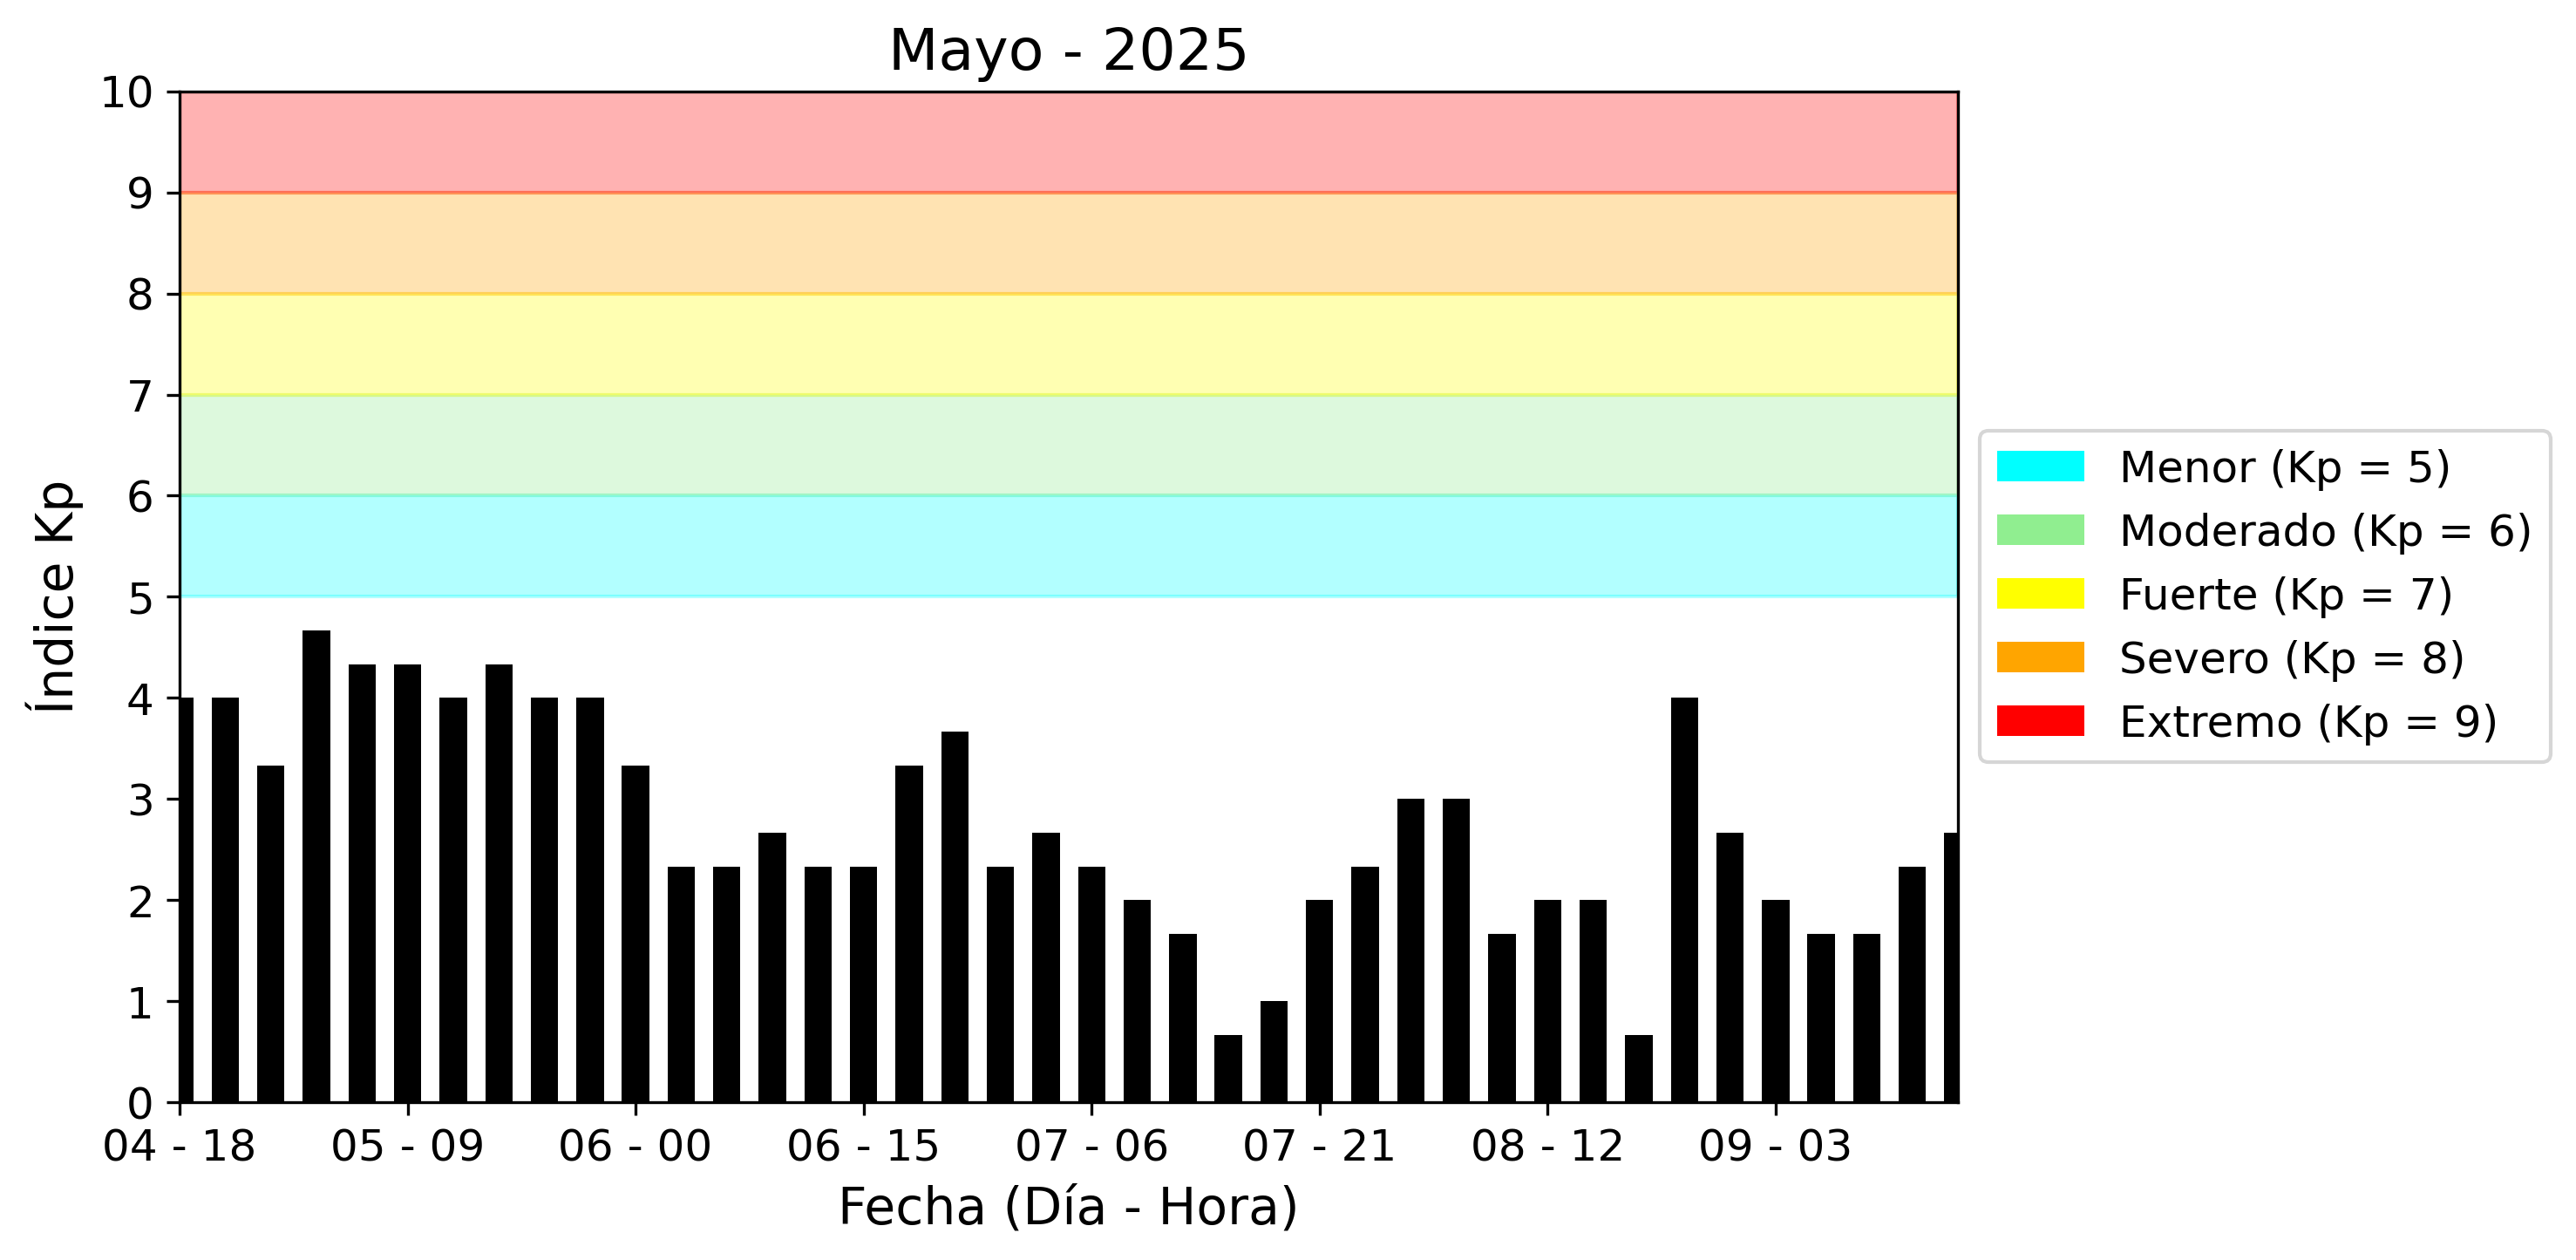 Mayo - 2025
10
9
8
7
6
5
4
3
2
1
0
Índice Kp
04 - 18
05 - 09
06 - 00
06 - 15
07 - 06
07 - 21
08 - 12
09 - 03
Fecha (Día - Hora)
Menor (Kp = 5)
Moderado (Kp = 6)
Fuerte (Kp = 7)
Severo (Kp = 8)
Extremo (Kp = 9)